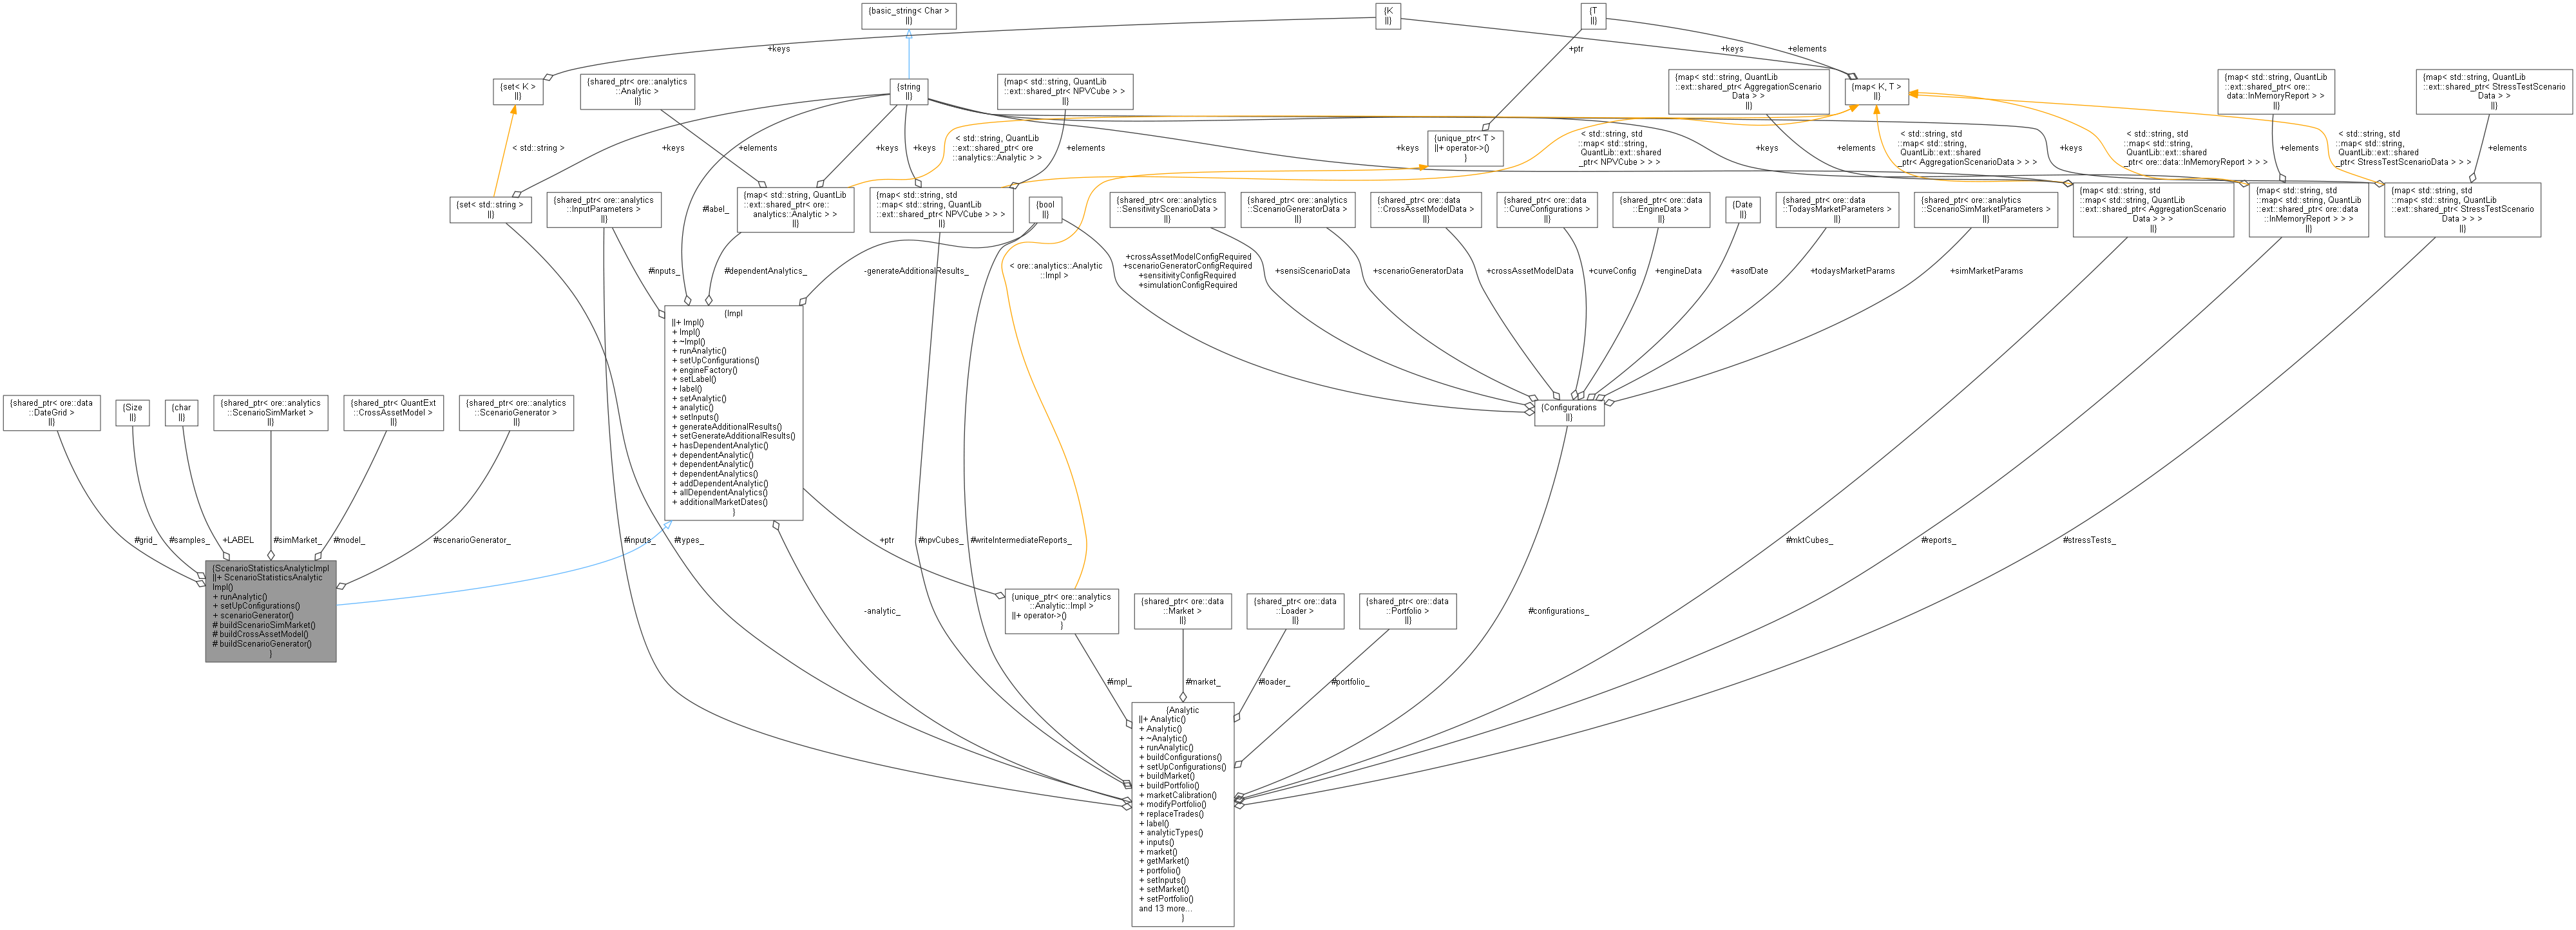 {basic_string< Char >
||}
{K
||}
{T
||}
+keys
+keys
+elements
+ptr
{set< K >
||}
{shared_ptr< ore::analytics
::Analytic >
||}
{string
||}
{map< std::string, QuantLib
::ext::shared_ptr< NPVCube > >
||}
{map< std::string, QuantLib
::ext::shared_ptr< AggregationScenario
Data > >
||}
{map< K, T >
||}
{map< std::string, QuantLib
::ext::shared_ptr< ore::
data::InMemoryReport > >
||}
{map< std::string, QuantLib
::ext::shared_ptr< StressTestScenario
Data > >
||}
{unique_ptr< T >
||+ operator->()
}
< std::string >
+keys
+elements
+keys
+keys
< std::string, QuantLib
::ext::shared_ptr< ore
::analytics::Analytic > >
+elements
+keys
< std::string, std
::map< std::string,
QuantLib::ext::shared
_ptr< NPVCube > > >
+keys
+elements
< std::string, std
::map< std::string,
QuantLib::ext::shared
_ptr< AggregationScenarioData > > >
+keys
< std::string, std
::map< std::string,
QuantLib::ext::shared
_ptr< ore::data::InMemoryReport > > >
+elements
< std::string, std
::map< std::string,
QuantLib::ext::shared
_ptr< StressTestScenarioData > > >
+elements
{set< std::string >
||}
{shared_ptr< ore::analytics
::InputParameters >
||}
#label_
{map< std::string, QuantLib
::ext::shared_ptr< ore::
analytics::Analytic > >
||}
{map< std::string, std
::map< std::string, QuantLib
::ext::shared_ptr< NPVCube > > >
||}
{bool
||}
{shared_ptr< ore::analytics
::SensitivityScenarioData >
||}
{shared_ptr< ore::analytics
::ScenarioGeneratorData >
||}
{shared_ptr< ore::data
::CrossAssetModelData >
||}
{shared_ptr< ore::data
::CurveConfigurations >
||}
{shared_ptr< ore::data
::EngineData >
||}
{Date
||}
{shared_ptr< ore::data
::TodaysMarketParameters >
||}
{shared_ptr< ore::analytics
::ScenarioSimMarketParameters >
||}
{map< std::string, std
::map< std::string, QuantLib
::ext::shared_ptr< AggregationScenario
Data > > >
||}
{map< std::string, std
::map< std::string, QuantLib
::ext::shared_ptr< ore::data
::InMemoryReport > > >
||}
{map< std::string, std
::map< std::string, QuantLib
::ext::shared_ptr< StressTestScenario
Data > > >
||}
#inputs_
#dependentAnalytics_
-generateAdditionalResults_
< ore::analytics::Analytic
::Impl >
+crossAssetModelConfigRequired
+scenarioGeneratorConfigRequired
+sensitivityConfigRequired
+simulationConfigRequired
+sensiScenarioData
+scenarioGeneratorData
+crossAssetModelData
+curveConfig
+engineData
+asofDate
+todaysMarketParams
+simMarketParams
{Impl
||+ Impl()
+ Impl()
+ ~Impl()
+ runAnalytic()
+ setUpConfigurations()
+ engineFactory()
+ setLabel()
+ label()
+ setAnalytic()
+ analytic()
+ setInputs()
+ generateAdditionalResults()
+ setGenerateAdditionalResults()
+ hasDependentAnalytic()
+ dependentAnalytic()
+ dependentAnalytic()
+ dependentAnalytics()
+ addDependentAnalytic()
+ allDependentAnalytics()
+ additionalMarketDates()
}
{shared_ptr< ore::data
::DateGrid >
||}
{Size
||}
{char
||}
{shared_ptr< ore::analytics
::ScenarioSimMarket >
||}
{shared_ptr< QuantExt
::CrossAssetModel >
||}
{shared_ptr< ore::analytics
::ScenarioGenerator >
||}
{Configurations
||}
#grid_
#samples_
+LABEL
#simMarket_
#model_
#scenarioGenerator_
#inputs_
#types_
+ptr
#npvCubes_
#writeIntermediateReports_
#mktCubes_
#reports_
#stressTests_
{ScenarioStatisticsAnalyticImpl
||+ ScenarioStatisticsAnalytic
Impl()
+ runAnalytic()
+ setUpConfigurations()
+ scenarioGenerator()
# buildScenarioSimMarket()
# buildCrossAssetModel()
# buildScenarioGenerator()
}
-analytic_
{unique_ptr< ore::analytics
::Analytic::Impl >
||+ operator->()
}
{shared_ptr< ore::data
::Market >
||}
{shared_ptr< ore::data
::Loader >
||}
{shared_ptr< ore::data
::Portfolio >
||}
#configurations_
#impl_
#market_
#loader_
#portfolio_
{Analytic
||+ Analytic()
+ Analytic()
+ ~Analytic()
+ runAnalytic()
+ buildConfigurations()
+ setUpConfigurations()
+ buildMarket()
+ buildPortfolio()
+ marketCalibration()
+ modifyPortfolio()
+ replaceTrades()
+ label()
+ analyticTypes()
+ inputs()
+ market()
+ getMarket()
+ portfolio()
+ setInputs()
+ setMarket()
+ setPortfolio()
and 13 more...
}